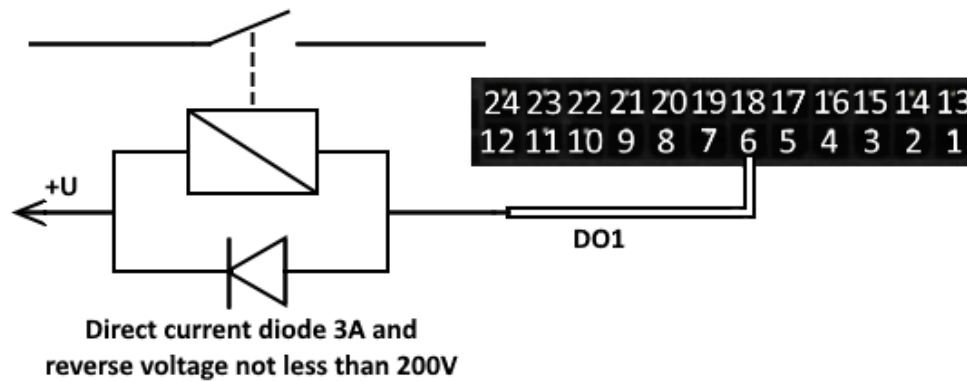 24 23 22 21 20 19 18 17 16 15 14 13
12 11 10 9 8 7 6 5 4 3 2 1
+U
DO1
Direct current diode 3A and
reverse voltage not less than 200V